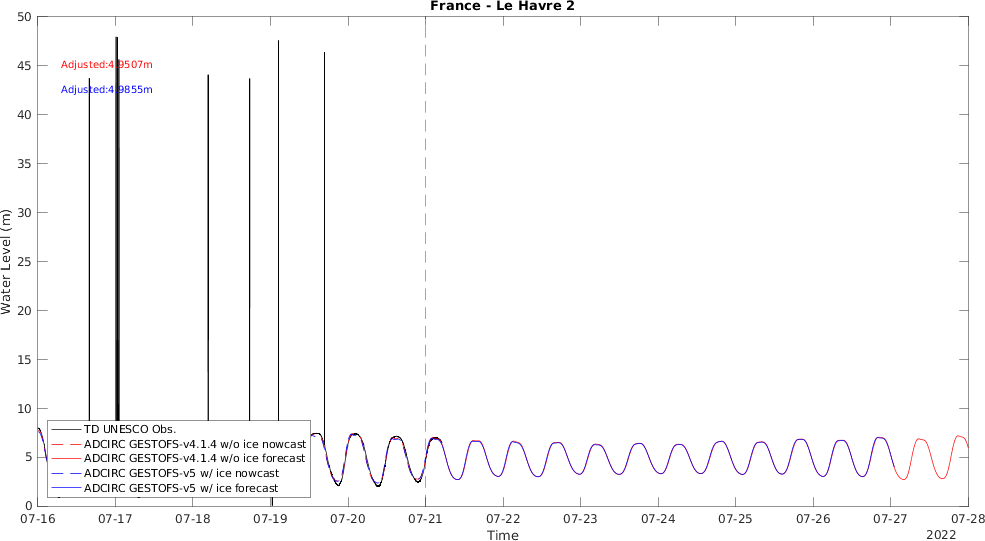 France - Le Havre 2
50
45
40
35
30
25
20
15
10
5
0
Water Level (m)
Adjusted:4.9507m
Adjusted:4.9855m
TD UNESCO Obs.
ADCIRC GESTOFS-v4.1.4 w/o ice nowcast
ADCIRC GESTOFS-v4.1.4 w/o ice forecast
ADCIRC GESTOFS-v5 w/ ice nowcast
ADCIRC GESTOFS-v5 w/ ice forecast
07-16 07-17 07-18 07-19 07-20 07-21 07-22 07-23 07-24 07-25 07-26 07-27 07-28
Time
2022